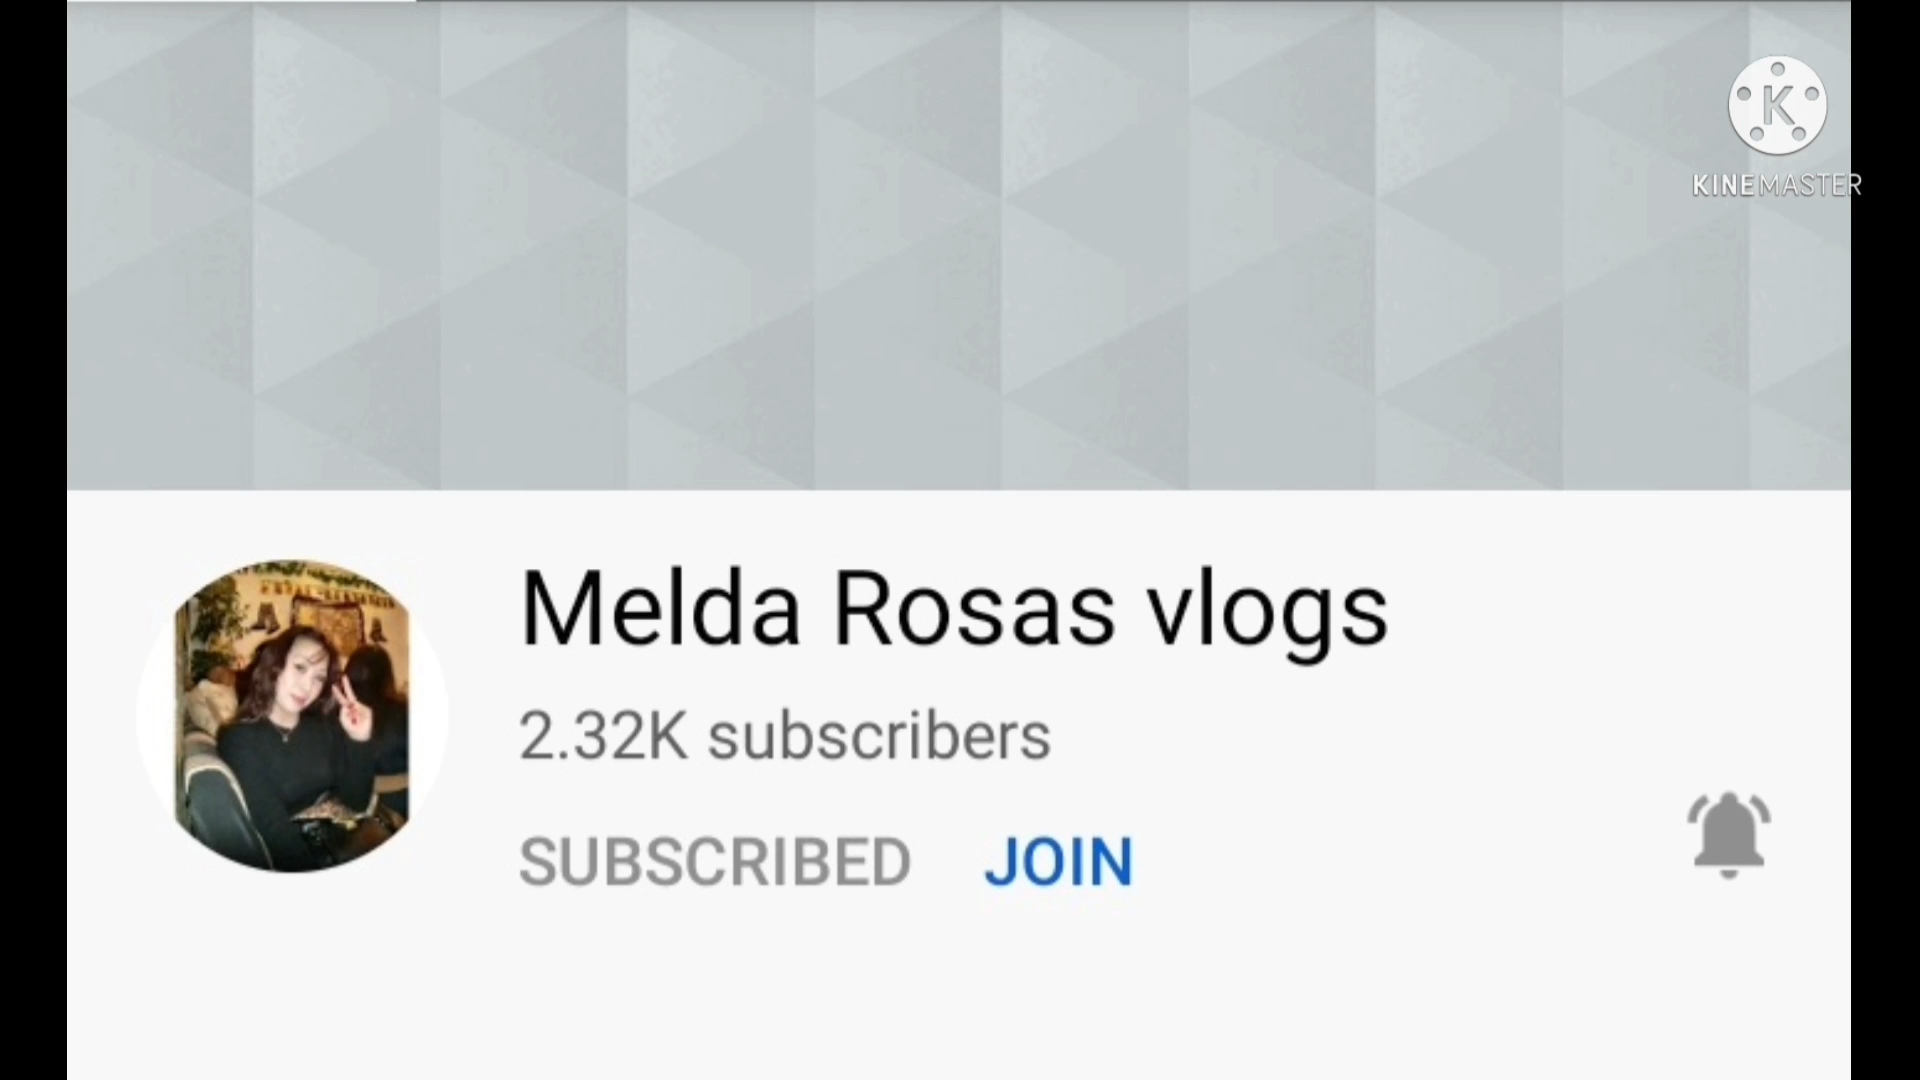 K
KINEMASTER
Melda Rosas vlogs
2.32K subscribers
SUBSCRIBED JOIN